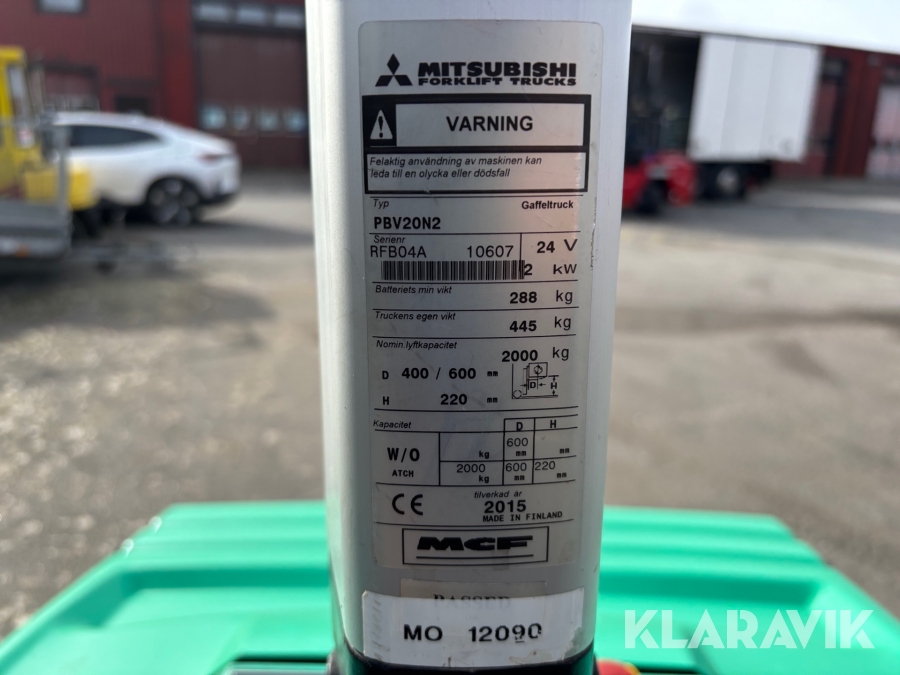 MITSUBISHI
FORKLIFT TRUCKS
VARNING
Felaktig användning av maskinen kan
leda till en olycka eller dödsfall
Typ Gaffeltruck
PBV20N2
Serienr
RFB04A 10607 24 V
2 kW
Batteriets min vikt 288 kg
Truckens egen vikt 445 kg
Nomin.lyftkapacitet 2000 kg
D 400 / 600 mm D H
H 220 mm
Kapacitet D H
W/O kg 600 mm mm
ATCH 2000 kg 600 mm 220 mm
CE tillverkad år
2015
MADE IN FINLAND
MCF
PASSED
MO 12090
KLARAVIK